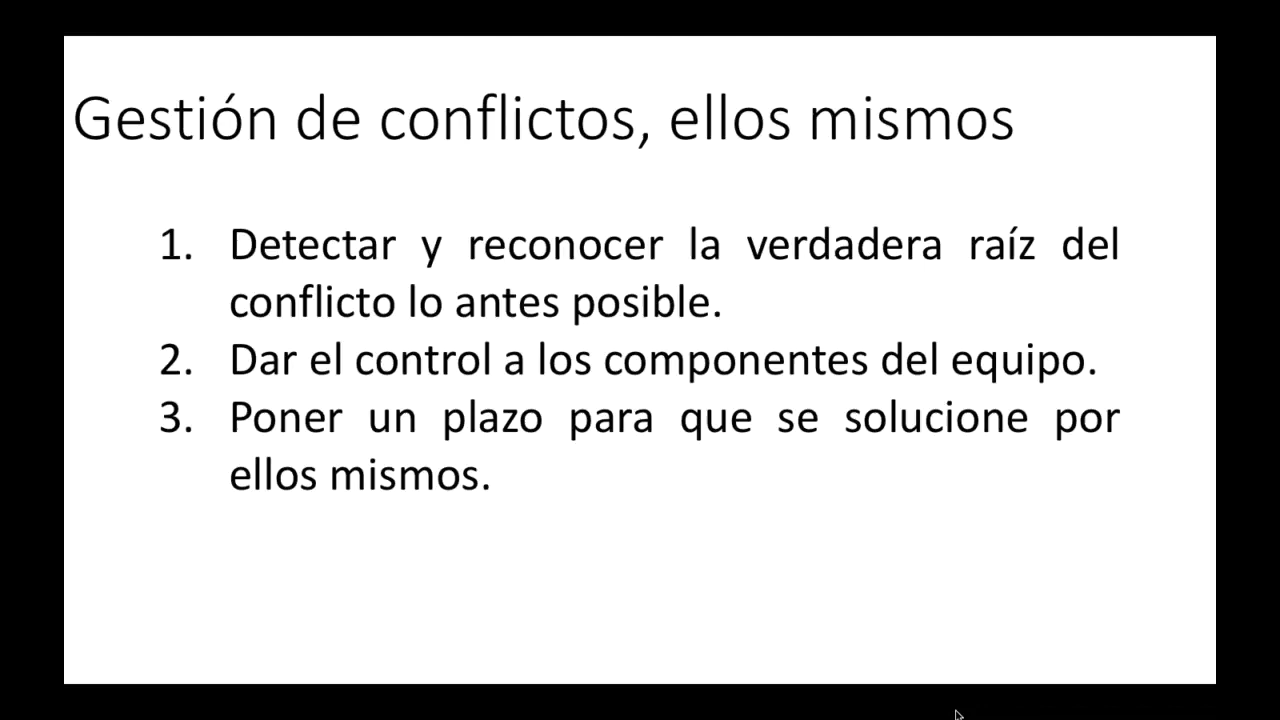 Gestión de conflictos, ellos mismos
1. Detectar y reconocer la verdadera raíz del
conflicto lo antes posible.
2. Dar el control a los componentes del equipo.
3. Poner un plazo para que se solucione por
ellos mismos.